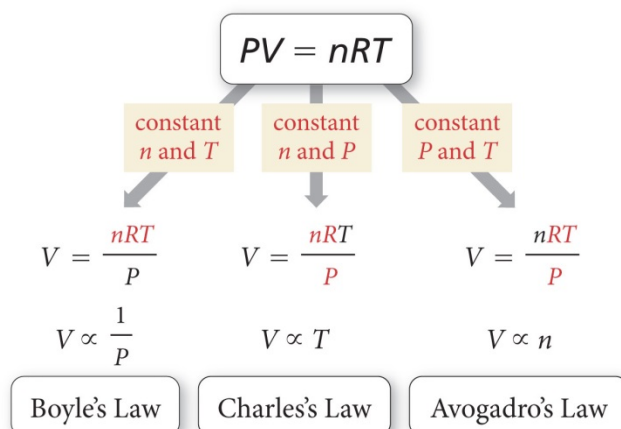 PV = nRT
constant
n and T
constant
n and P
constant
P and T
V = nRT/P
V = nRT/P
V = nRT/P
V ∝ 1/P
V ∝ T
V ∝ n
Boyle's Law
Charles's Law
Avogadro's Law